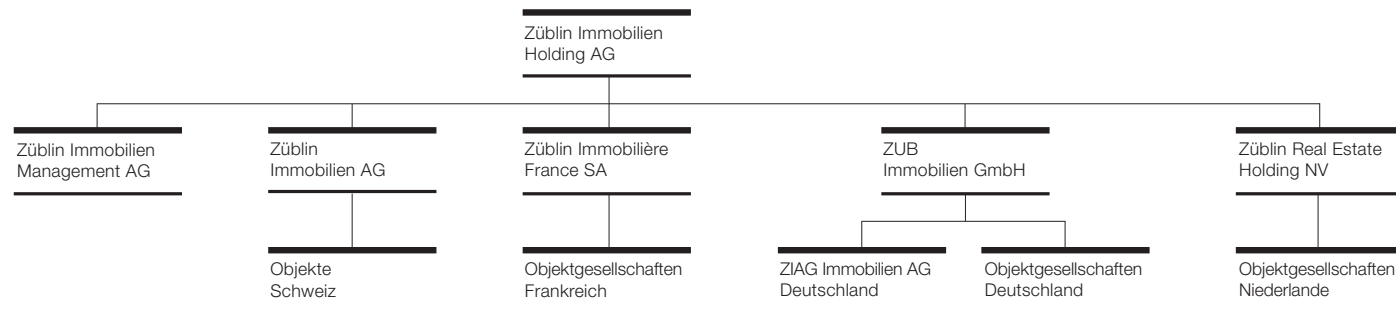 Züblin Immobilien
Holding AG
Züblin Immobilien
Management AG
Züblin
Immobilien AG
Züblin Immobilière
France SA
ZUB
Immobilien GmbH
Züblin Real Estate
Holding NV
Objekte
Schweiz
Objektgesellschaften
Frankreich
ZIAG Immobilien AG
Deutschland
Objektgesellschaften
Deutschland
Objektgesellschaften
Niederlande